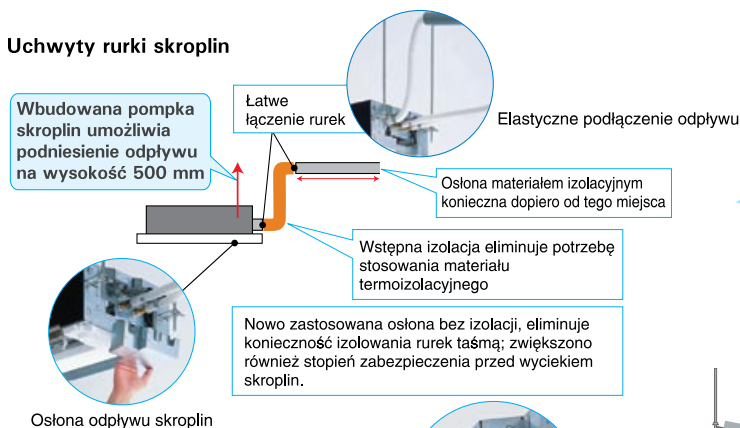 Uchwyty rurki skroplin
Wbudowana pompka
skroplin umożliwia
podniesienie odpływu
na wysokość 500 mm
Łatwe
łączenie rurek
Elastyczne podłączenie odpływu
Osłona materiałem izolacyjnym
konieczna dopiero od tego miejsca
Wstępna izolacja eliminuje potrzebę
stosowania materiału
termoizolacyjnego
Nowo zastosowana osłona bez izolacji, eliminuje
konieczność izolowania rurek taśmą; zwiększono
również stopień zabezpieczenia przed wyciekiem
skroplin.
Osłona odpływu skroplin